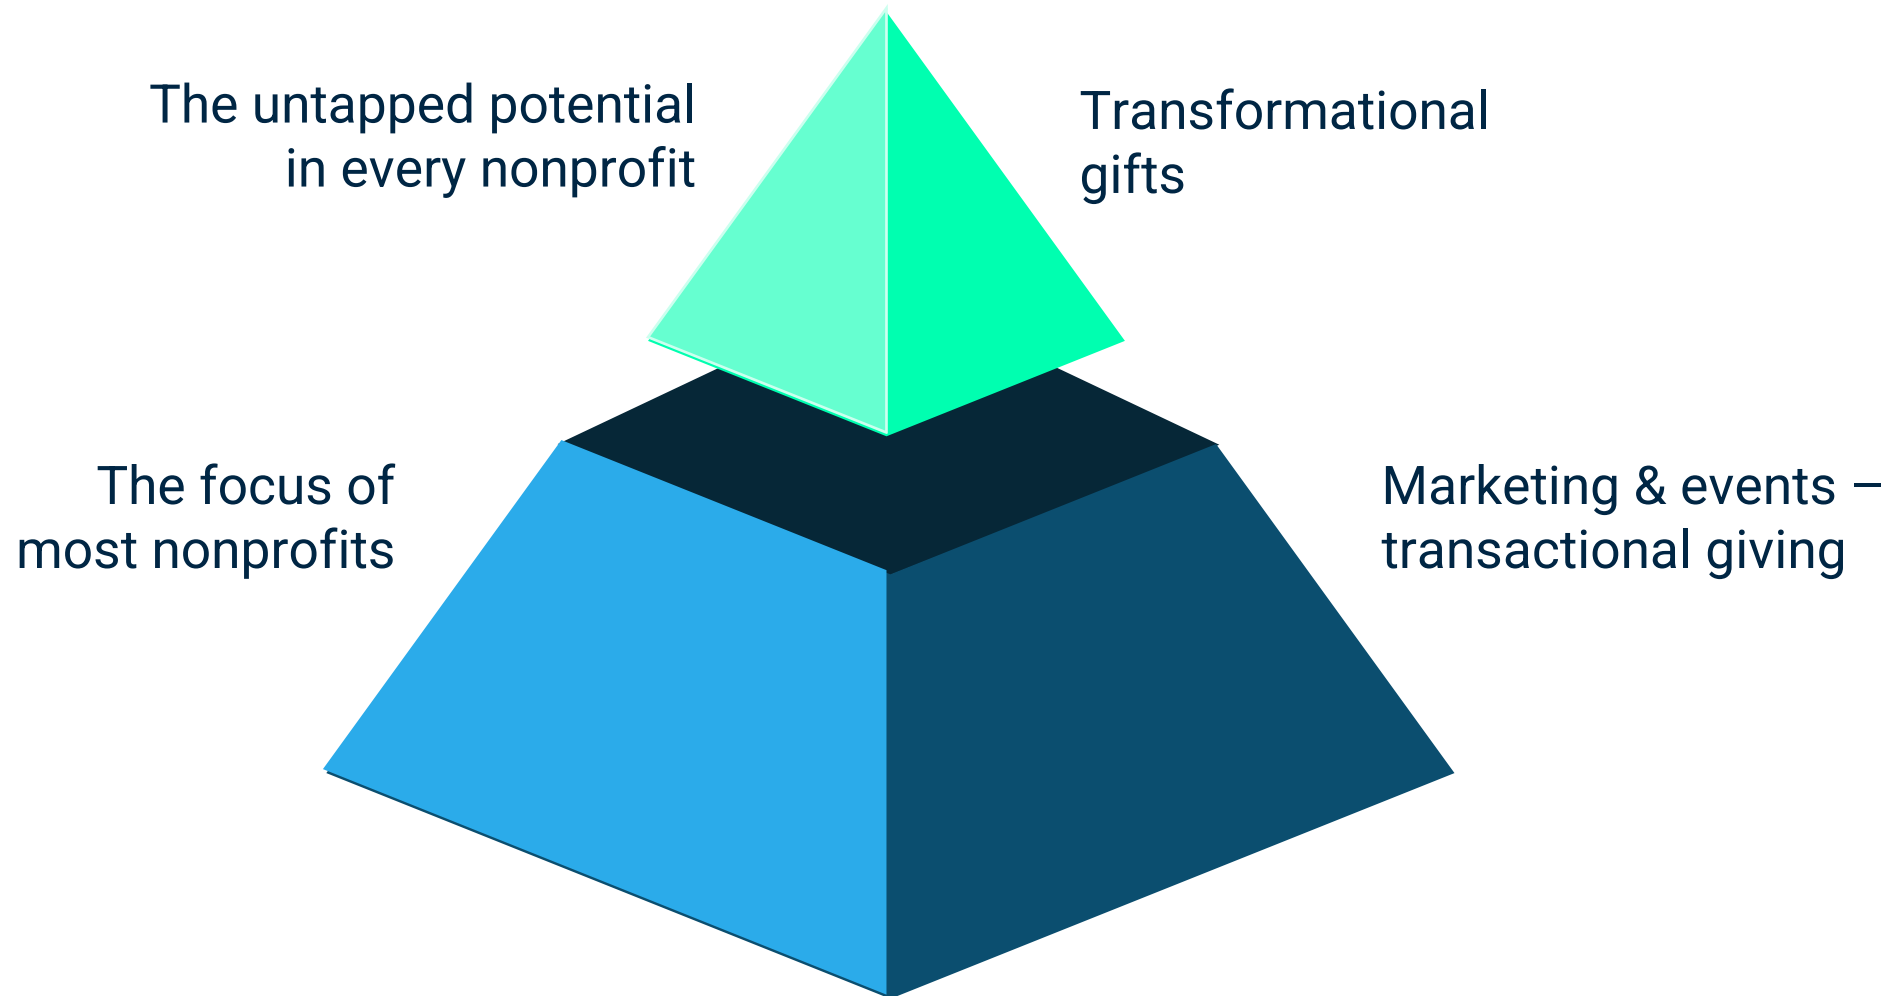 The untapped potential
in every nonprofit
Transformational
gifts
The focus of
most nonprofits
Marketing & events –
transactional giving